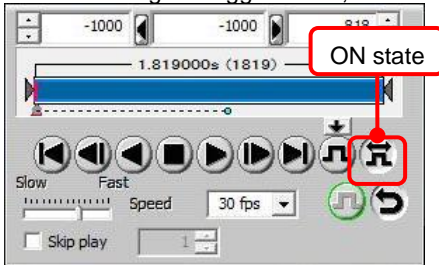 -1000 -1000 818
ON state
1.819000s (1819)
Slow Fast
Speed 30 fps
Skip play 1